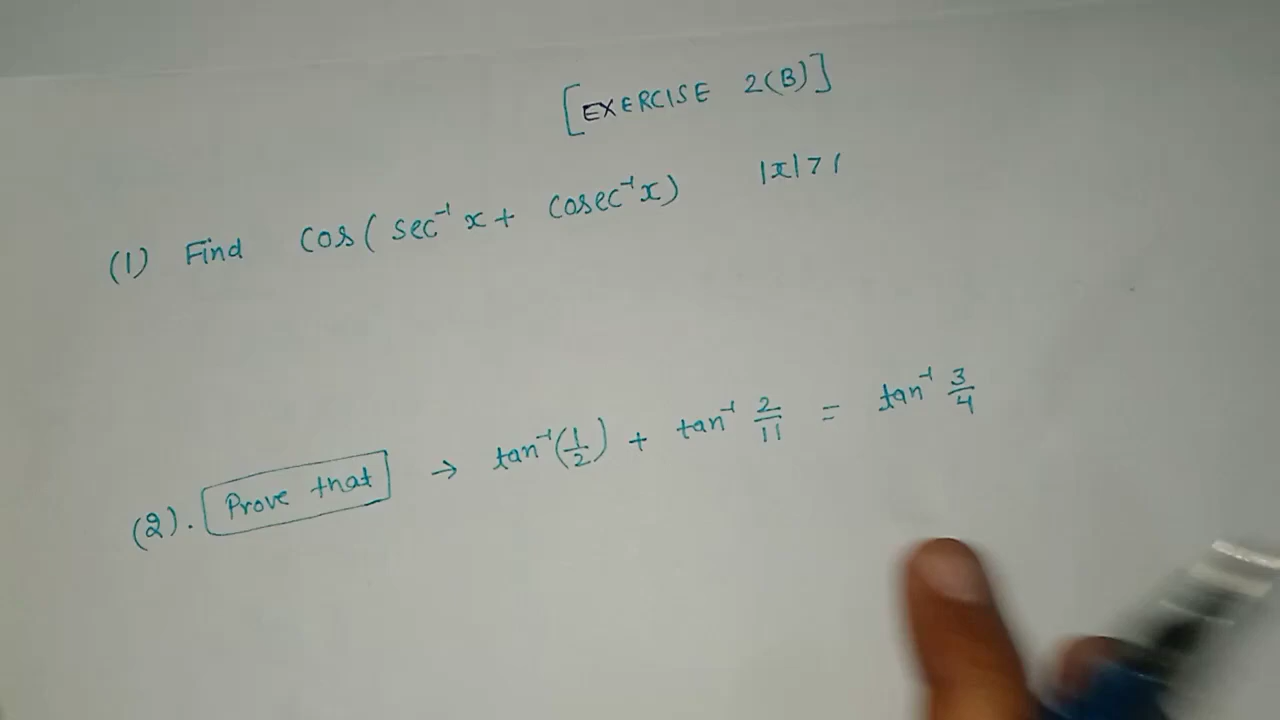 [EXERCISE 2(B)]
(1) Find cos( sec⁻¹ x + cosec⁻¹ x) |x| > 1
(2). Prove that → tan⁻¹(1/2) + tan⁻¹ 2/11 = tan⁻¹ 3/4